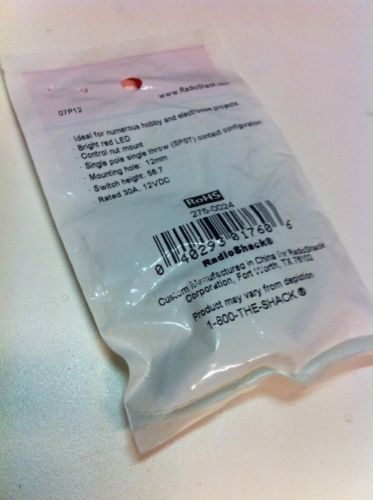 www.RadioShack.com
07P12
· Ideal for numerous hobby and electronics projects
· Bright red LED
· Control nut mount
· Single pole single throw (SPST) contact configuration
· Mounting hole: 12mm
· Switch height: 58.7
· Rated 30A, 12VDC
RoHS
275-0024
0 40293 01760 6
RadioShack®
Custom Manufactured in China for RadioShack
Corporation, Fort Worth, TX 76102
Product may vary from depiction
1-800-THE-SHACK®